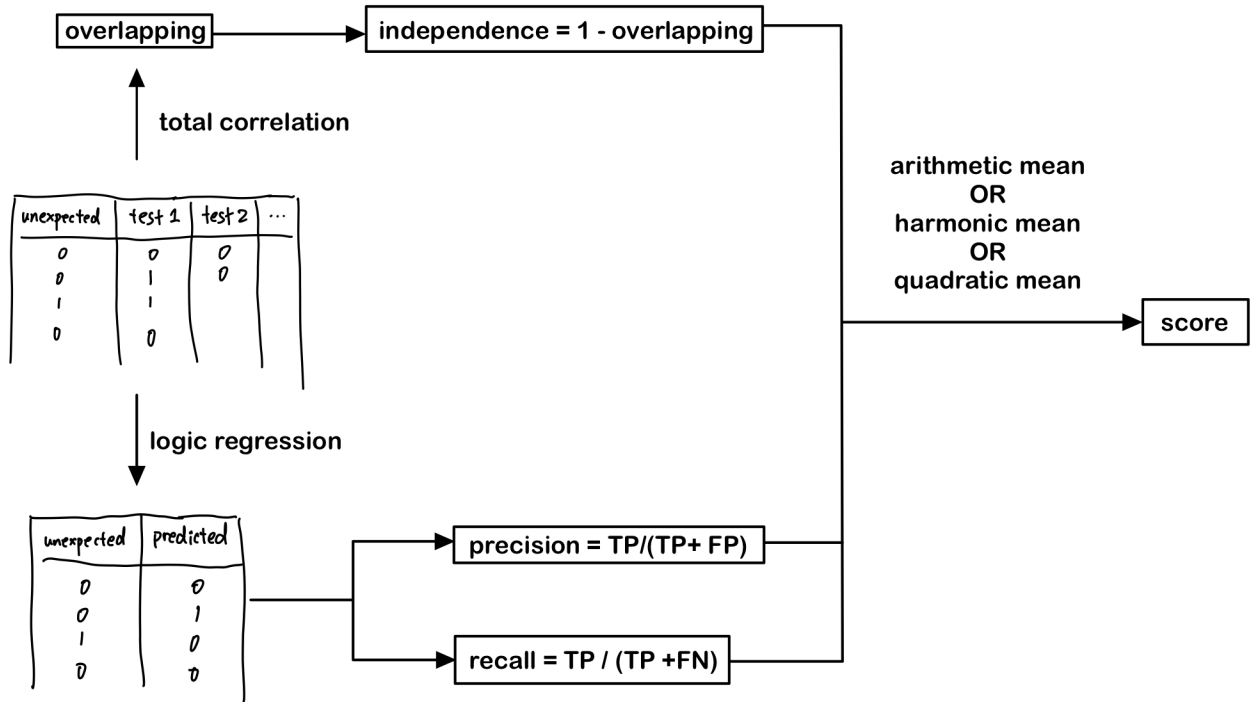 overlapping
independence = 1 - overlapping
total correlation
arithmetic mean
OR
harmonic mean
OR
quadratic mean
score
unexpected test 1 test 2 ...
0 0 0
0 1 0
1 1
0 0
logic regression
unexpected predicted
0 0
0 1
1 0
0 0
precision = TP/(TP+ FP)
recall = TP / (TP +FN)